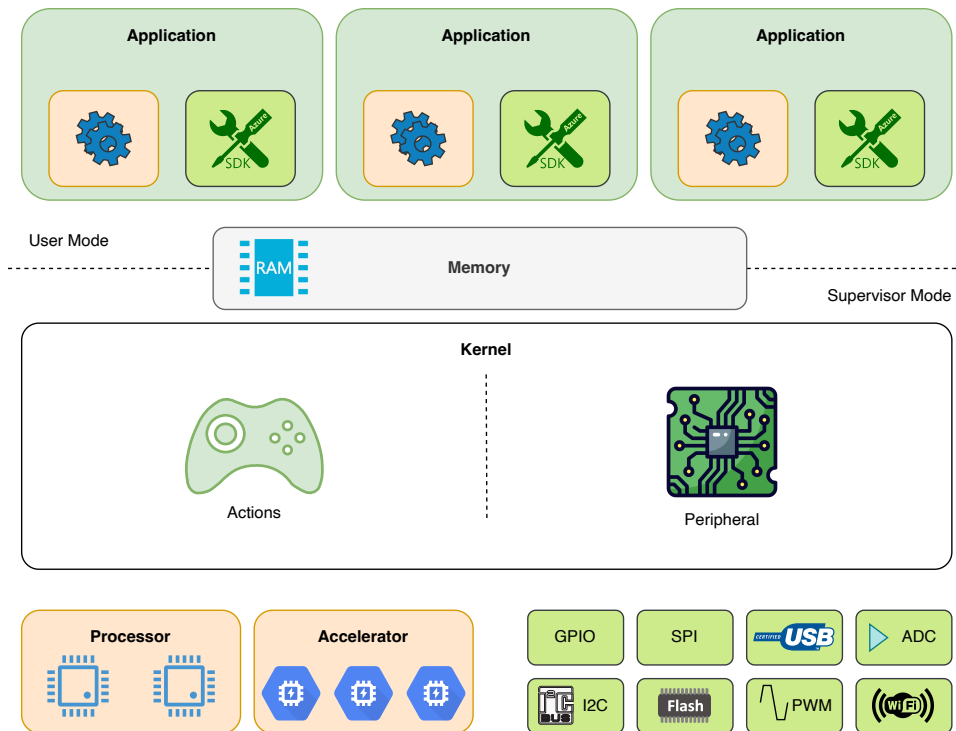 Application
Application
Application
Azure
SDK
Azure
SDK
Azure
SDK
User Mode
RAM
Memory
Supervisor Mode
Kernel
Actions
Peripheral
Processor
Accelerator
GPIO
SPI
CERTIFIED USB
ADC
I2C
BUS
I2C
Flash
PWM
WiFi